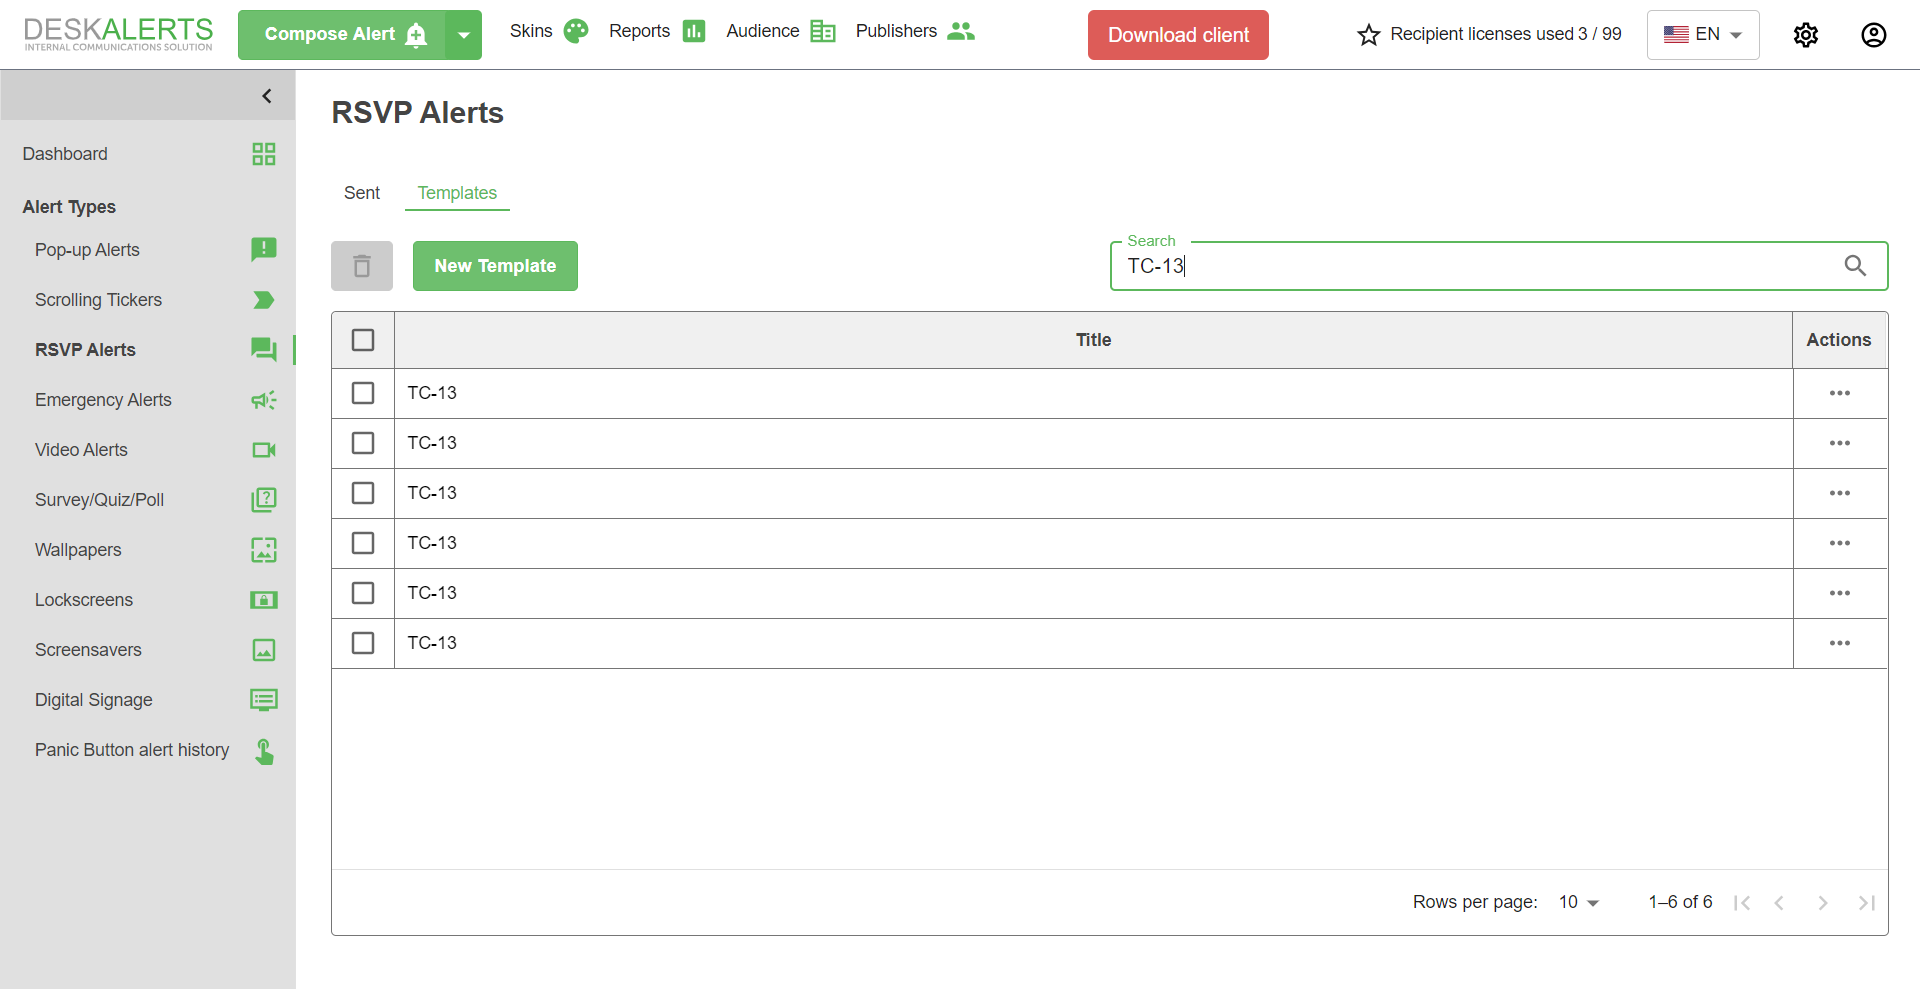 DESKALERTS
INTERNAL COMMUNICATIONS SOLUTION
Compose Alert
Skins
Reports
Audience
Publishers
Download client
Recipient licenses used 3 / 99
EN
Dashboard
Alert Types
Pop-up Alerts
Scrolling Tickers
RSVP Alerts
Emergency Alerts
Video Alerts
Survey/Quiz/Poll
Wallpapers
Lockscreens
Screensavers
Digital Signage
Panic Button alert history
RSVP Alerts
Sent
Templates
New Template
Search
TC-13
Title
Actions
TC-13
TC-13
TC-13
TC-13
TC-13
TC-13
Rows per page:
10
1–6 of 6